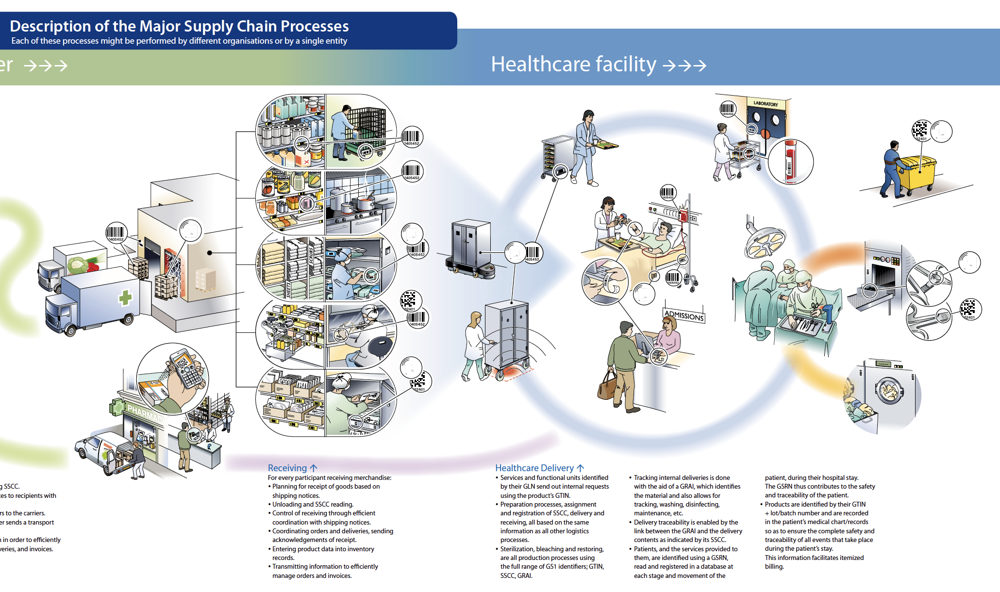 Description of the Major Supply Chain Processes
Each of these processes might be performed by different organisations or by a single entity
er →→→
Healthcare facility →→→
LABORATORY
0405452
62401
0405452
0405452
0405452
0405452
0405452
0405452
SCRUBS
SHEETS
62401
0405452
0405452
62401
62401
ADMISSIONS
PHARMACY
URGENT
g SSCC.
es to recipients with
rs to the carriers.
er sends a transport
n in order to efficiently
veries, and invoices.
Receiving ↑
For every participant receiving merchandise:
• Planning for receipt of goods based on
shipping notices.
• Unloading and SSCC reading.
• Control of receiving through efficient
coordination with shipping notices.
• Coordinating orders and deliveries, sending
acknowledgements of receipt.
• Entering product data into inventory
records.
• Transmitting information to efficiently
manage orders and invoices.
Healthcare Delivery ↑
• Services and functional units identified
by their GLN send out internal requests
using the product's GTIN.
• Preparation processes, assignment
and registration of SSCC, delivery and
receiving, all based on the same
information as all other logistics
processes.
• Sterilization, bleaching and restoring,
are all production processes using
the full range of GS1 identifiers; GTIN,
SSCC, GRAI.
• Tracking internal deliveries is done
with the aid of a GRAI, which identifies
the material and also allows for
tracking, washing, disinfecting,
maintenance, etc.
• Delivery traceability is enabled by the
link between the GRAI and the delivery
contents as indicated by its SSCC.
• Patients, and the services provided to
them, are identified using a GSRN,
read and registered in a database at
each stage and movement of the
patient, during their hospital stay.
The GSRN thus contributes to the safety
and traceability of the patient.
• Products are identified by their GTIN
+ lot/batch number and are recorded
in the patient's medical chart/records
so as to ensure the complete safety and
traceability of all events that take place
during the patient's stay.
This information facilitates itemized
billing.